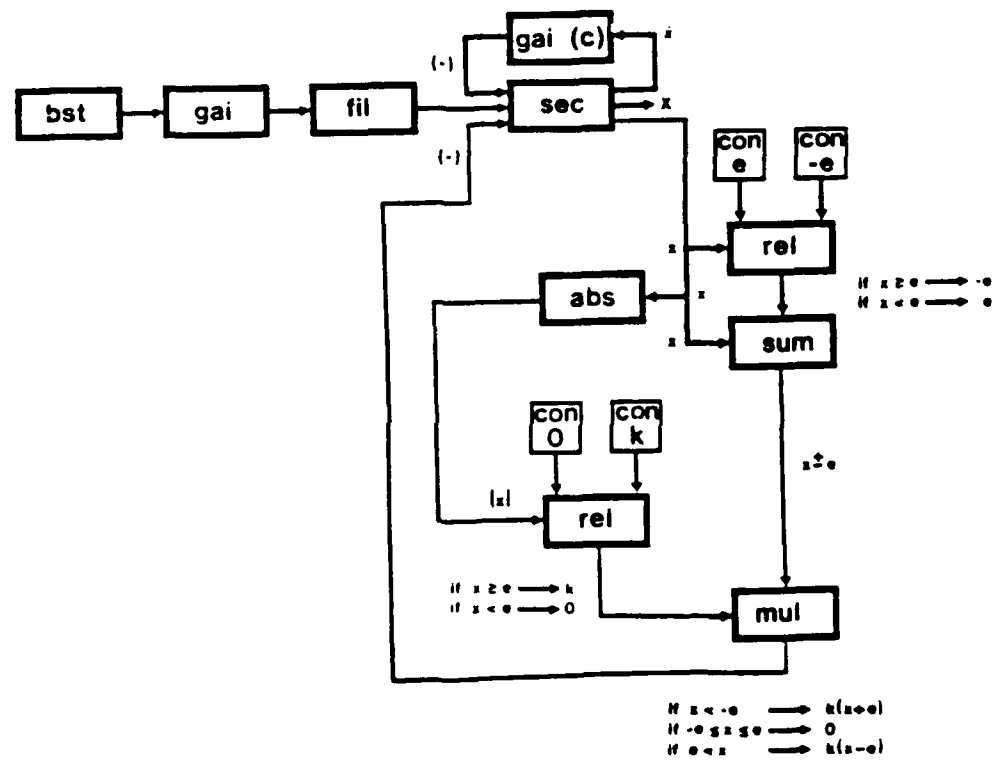 gai (c)
ẋ
(-)
bst
gai
fil
sec
x
(-)
con
e
con
-e
x
rel
if x ≥ e → -e
if x < e → e
abs
x
x
sum
con
0
con
k
x±e
|x|
rel
if x ≥ e → k
if x < e → 0
mul
if x < -e → k(x+e)
if -e ≤ x ≤ e → 0
if e < x → k(x-e)